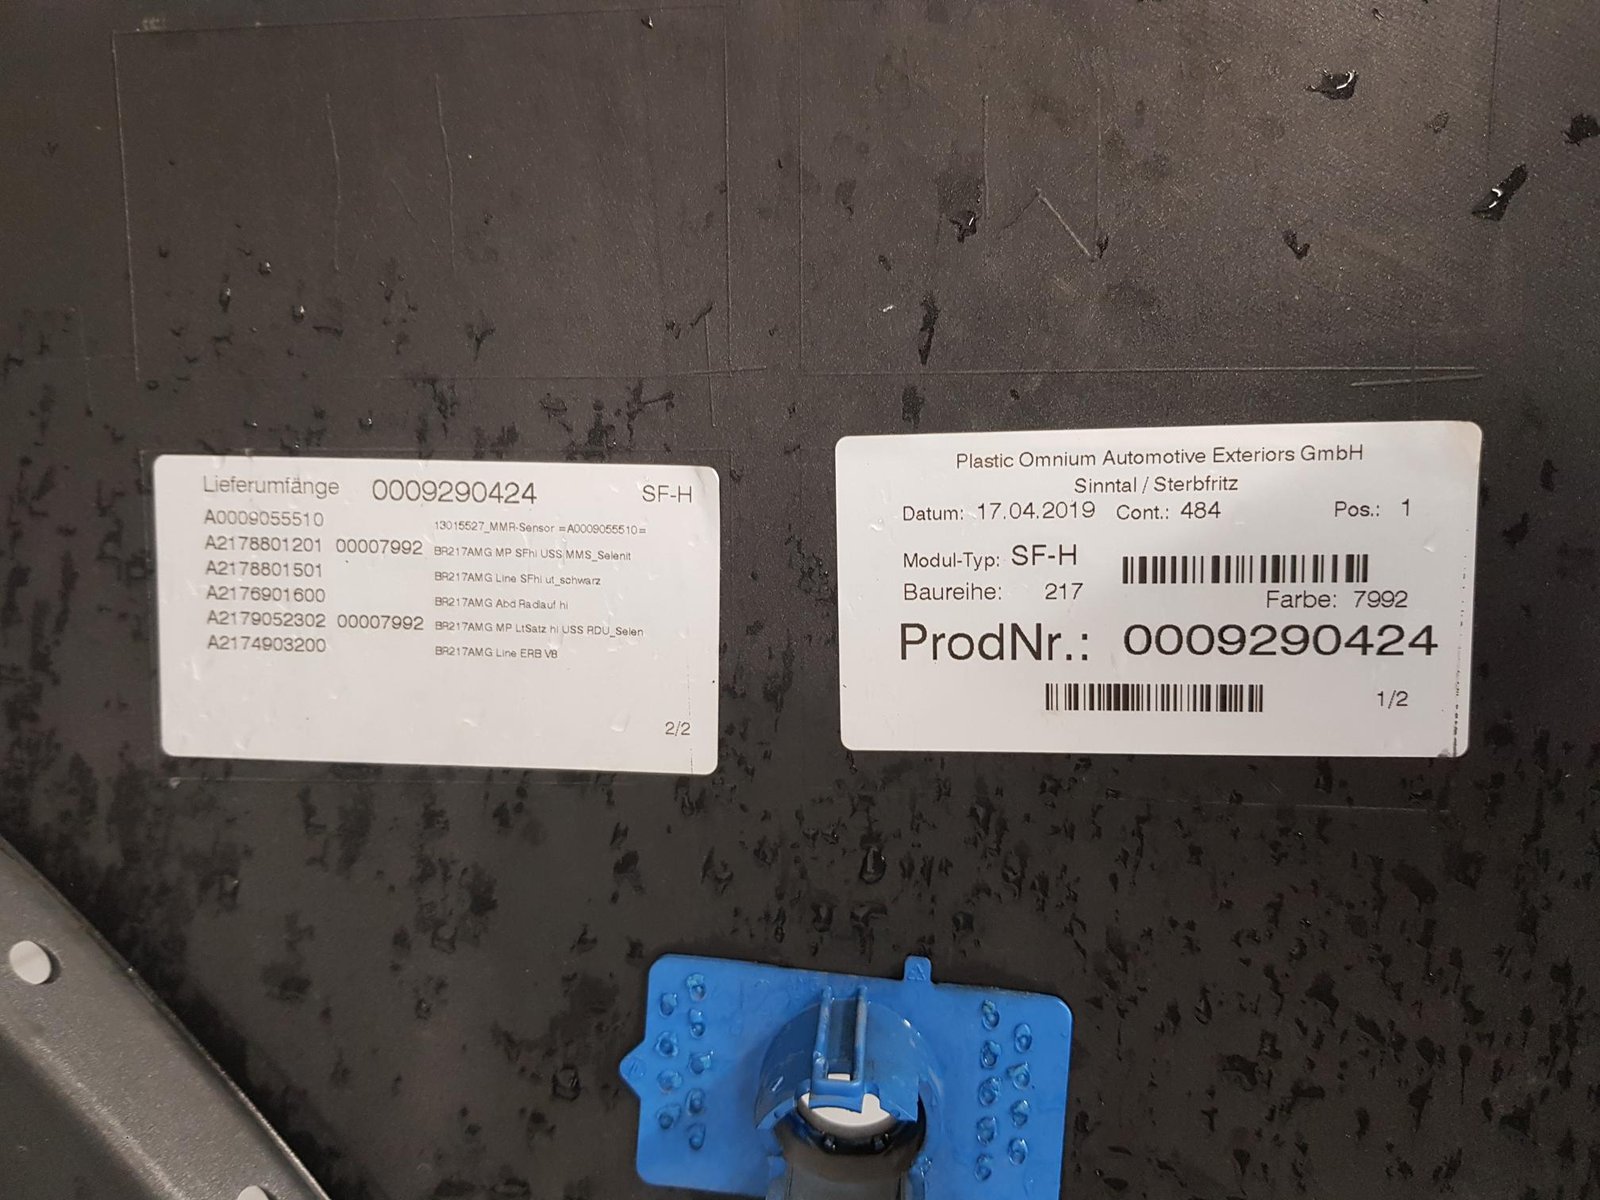 Lieferumfänge 0009290424 SF-H
A0009055510 13015527_MMR-Sensor =A0009055510=
A2178801201 00007992 BR217AMG MP SFhi USS MMS_Selenit
A2178801501 BR217AMG Line SFhi ut_schwarz
A2176901600 BR217AMG Abd Radlauf hi
A2179052302 00007992 BR217AMG MP LtSatz hi USS RDU_Selen
A2174903200 BR217AMG Line ERB VB
2/2
Plastic Omnium Automotive Exteriors GmbH
Sinntal / Sterbfritz
Datum: 17.04.2019 Cont.: 484 Pos.: 1
Modul-Typ: SF-H
Baureihe: 217 Farbe: 7992
ProdNr.: 0009290424
1/2